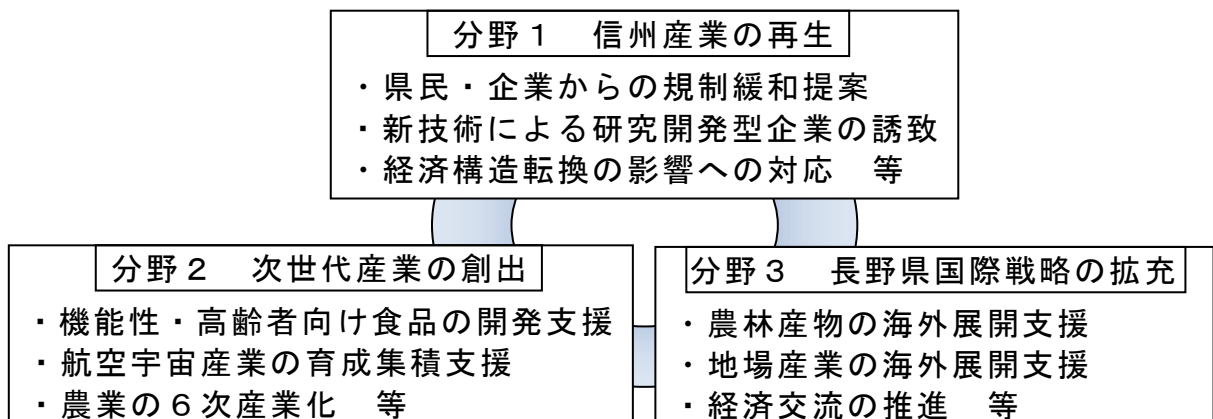 分野１　信州産業の再生
・県民・企業からの規制緩和提案
・新技術による研究開発型企業の誘致
・経済構造転換の影響への対応　等
分野２　次世代産業の創出
・機能性・高齢者向け食品の開発支援
・航空宇宙産業の育成集積支援
・農業の６次産業化　等
分野３　長野県国際戦略の拡充
・農林産物の海外展開支援
・地場産業の海外展開支援
・経済交流の推進　等